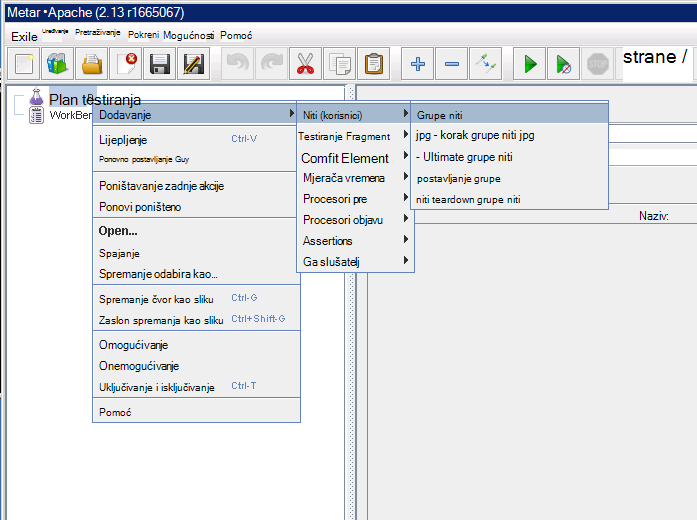 Metar •Apache (2.13 r1665067)
Exile Uređivanje Pretraživanje Pokreni Mogućnosti Pomoć
STOP strane /
Plan testiranja
WorkBen
Dodavanje
Lijepljenje Ctrl-V
Ponovno postavljanje Guy
Poništavanje zadnje akcije
Ponovi poništeno
Open...
Spajanje
Spremanje odabira kao...
Spremanje čvor kao sliku Ctrl-G
Zaslon spremanja kao sliku Ctrl+Shift-G
Omogućivanje
Onemogućivanje
Uključivanje i isključivanje Ctrl-T
Pomoć
Niti (korisnici)
Testiranje Fragment
Comfit Element
Mjerača vremena
Procesori pre
Procesori objavu
Assertions
Ga slušatelj
Grupe niti
jpg - korak grupe niti jpg
- Ultimate grupe niti
postavljanje grupe
niti teardown grupe niti
Naziv: